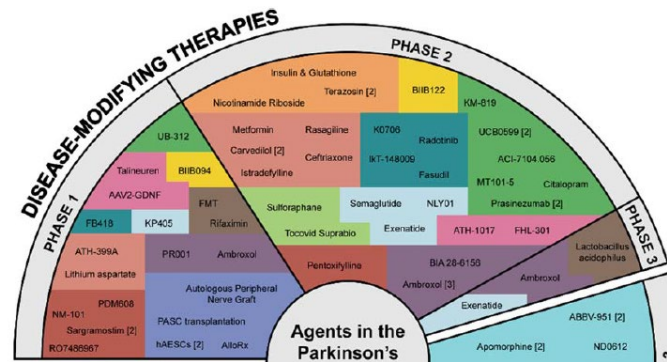 DISEASE-MODIFYING THERAPIES
PHASE 1
UB-312
Talineuren
BIIB094
AAV2-GDNF
FMT
FB418
KP405
Rifaximin
ATH-399A
PR001
Ambroxol
Lithium aspartate
NM-101
PDM608
Autologous Peripheral
Nerve Graft
Sargramostim [2]
PASC transplantation
RO7486967
hAESCs [2]
AlloRx
PHASE 2
Insulin & Glutathione
Terazosin [2]
Nicotinamide Riboside
BIIB122
KM-819
Metformin
Rasagiline
Carvedilol [2]
Ceftriaxone
Istradefylline
K0706
Radotinib
IkT-148009
Fasudil
UCB0599 [2]
ACI-7104.056
MT101-5
Citalopram
Prasinezumab [2]
Sulforaphane
Tocovid Suprabio
Semaglutide
NLY01
Exenatide
ATH-1017
FHL-301
Pentoxifylline
BIA 28-6156
Ambroxol [3]
PHASE 3
Lactobacillus
acidophilus
Ambroxol
Exenatide
ABBV-951 [2]
Apomorphine [2]
ND0612
Agents in the
Parkinson's